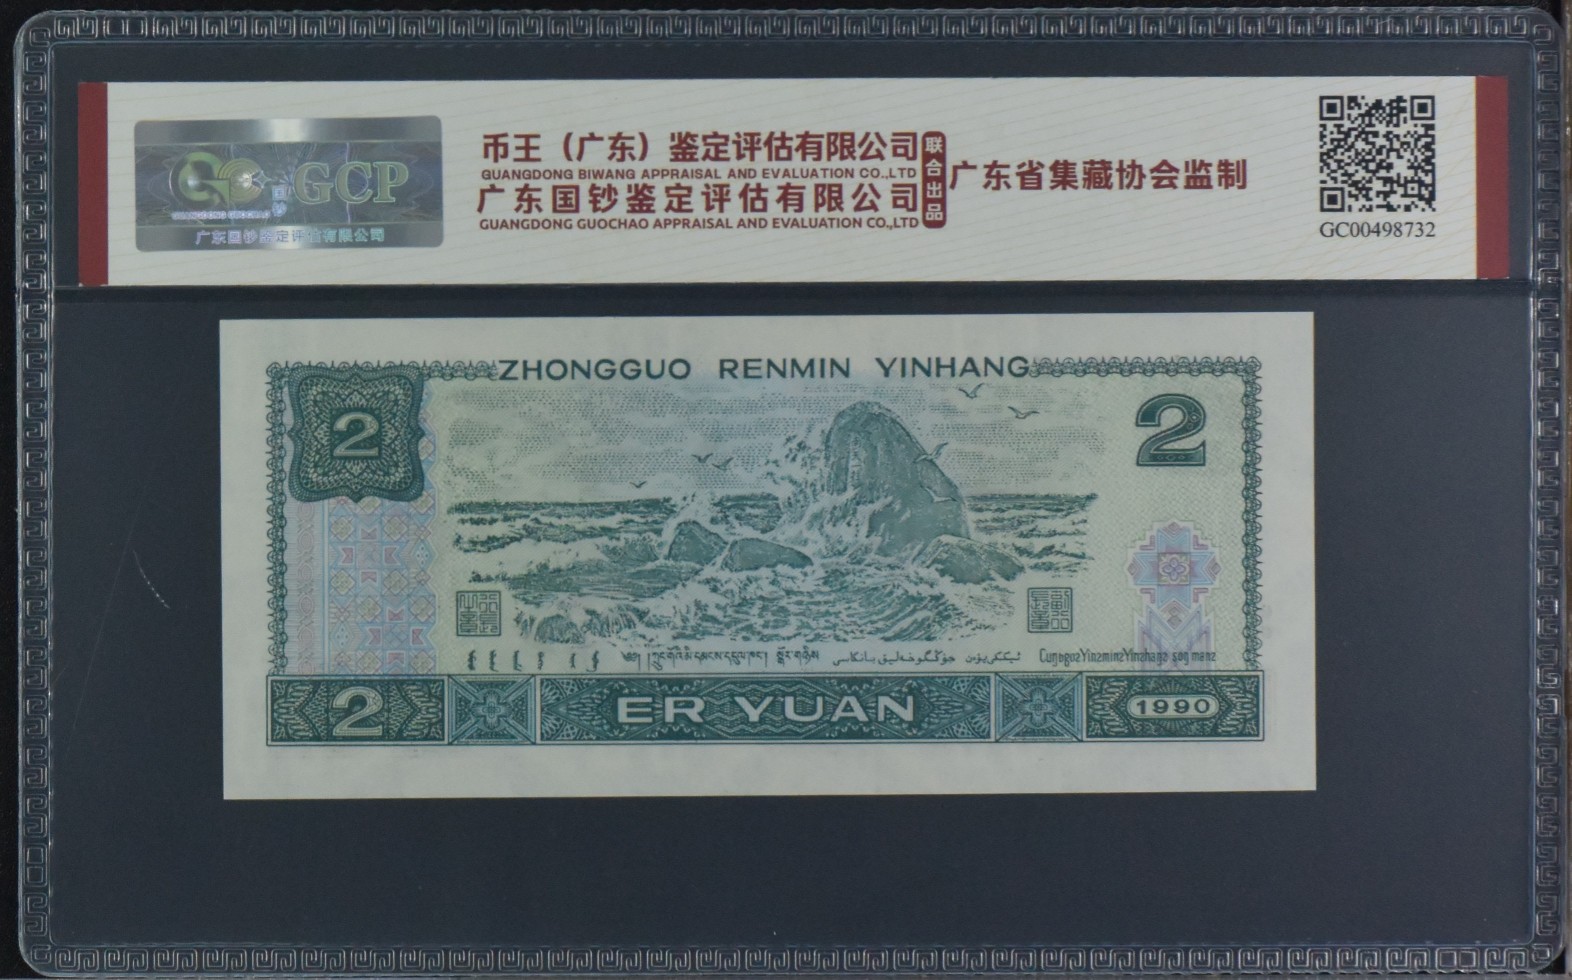 GCP
广东国钞鉴定评估有限公司
币王（广东）鉴定评估有限公司
GUANGDONG BIWANG APPRAISAL AND EVALUATION CO.,LTD
广东国钞鉴定评估有限公司
GUANGDONG GUOCHAO APPRAISAL AND EVALUATION CO.,LTD
联合出品
广东省集藏协会监制
GC00498732
ZHONGGUO RENMIN YINHANG
2
2
2
ER YUAN
1990